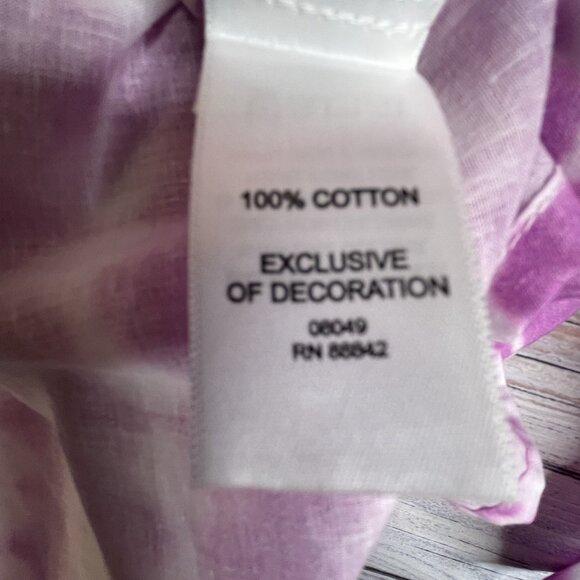 100% COTTON
EXCLUSIVE
OF DECORATION
08049
RN 88842